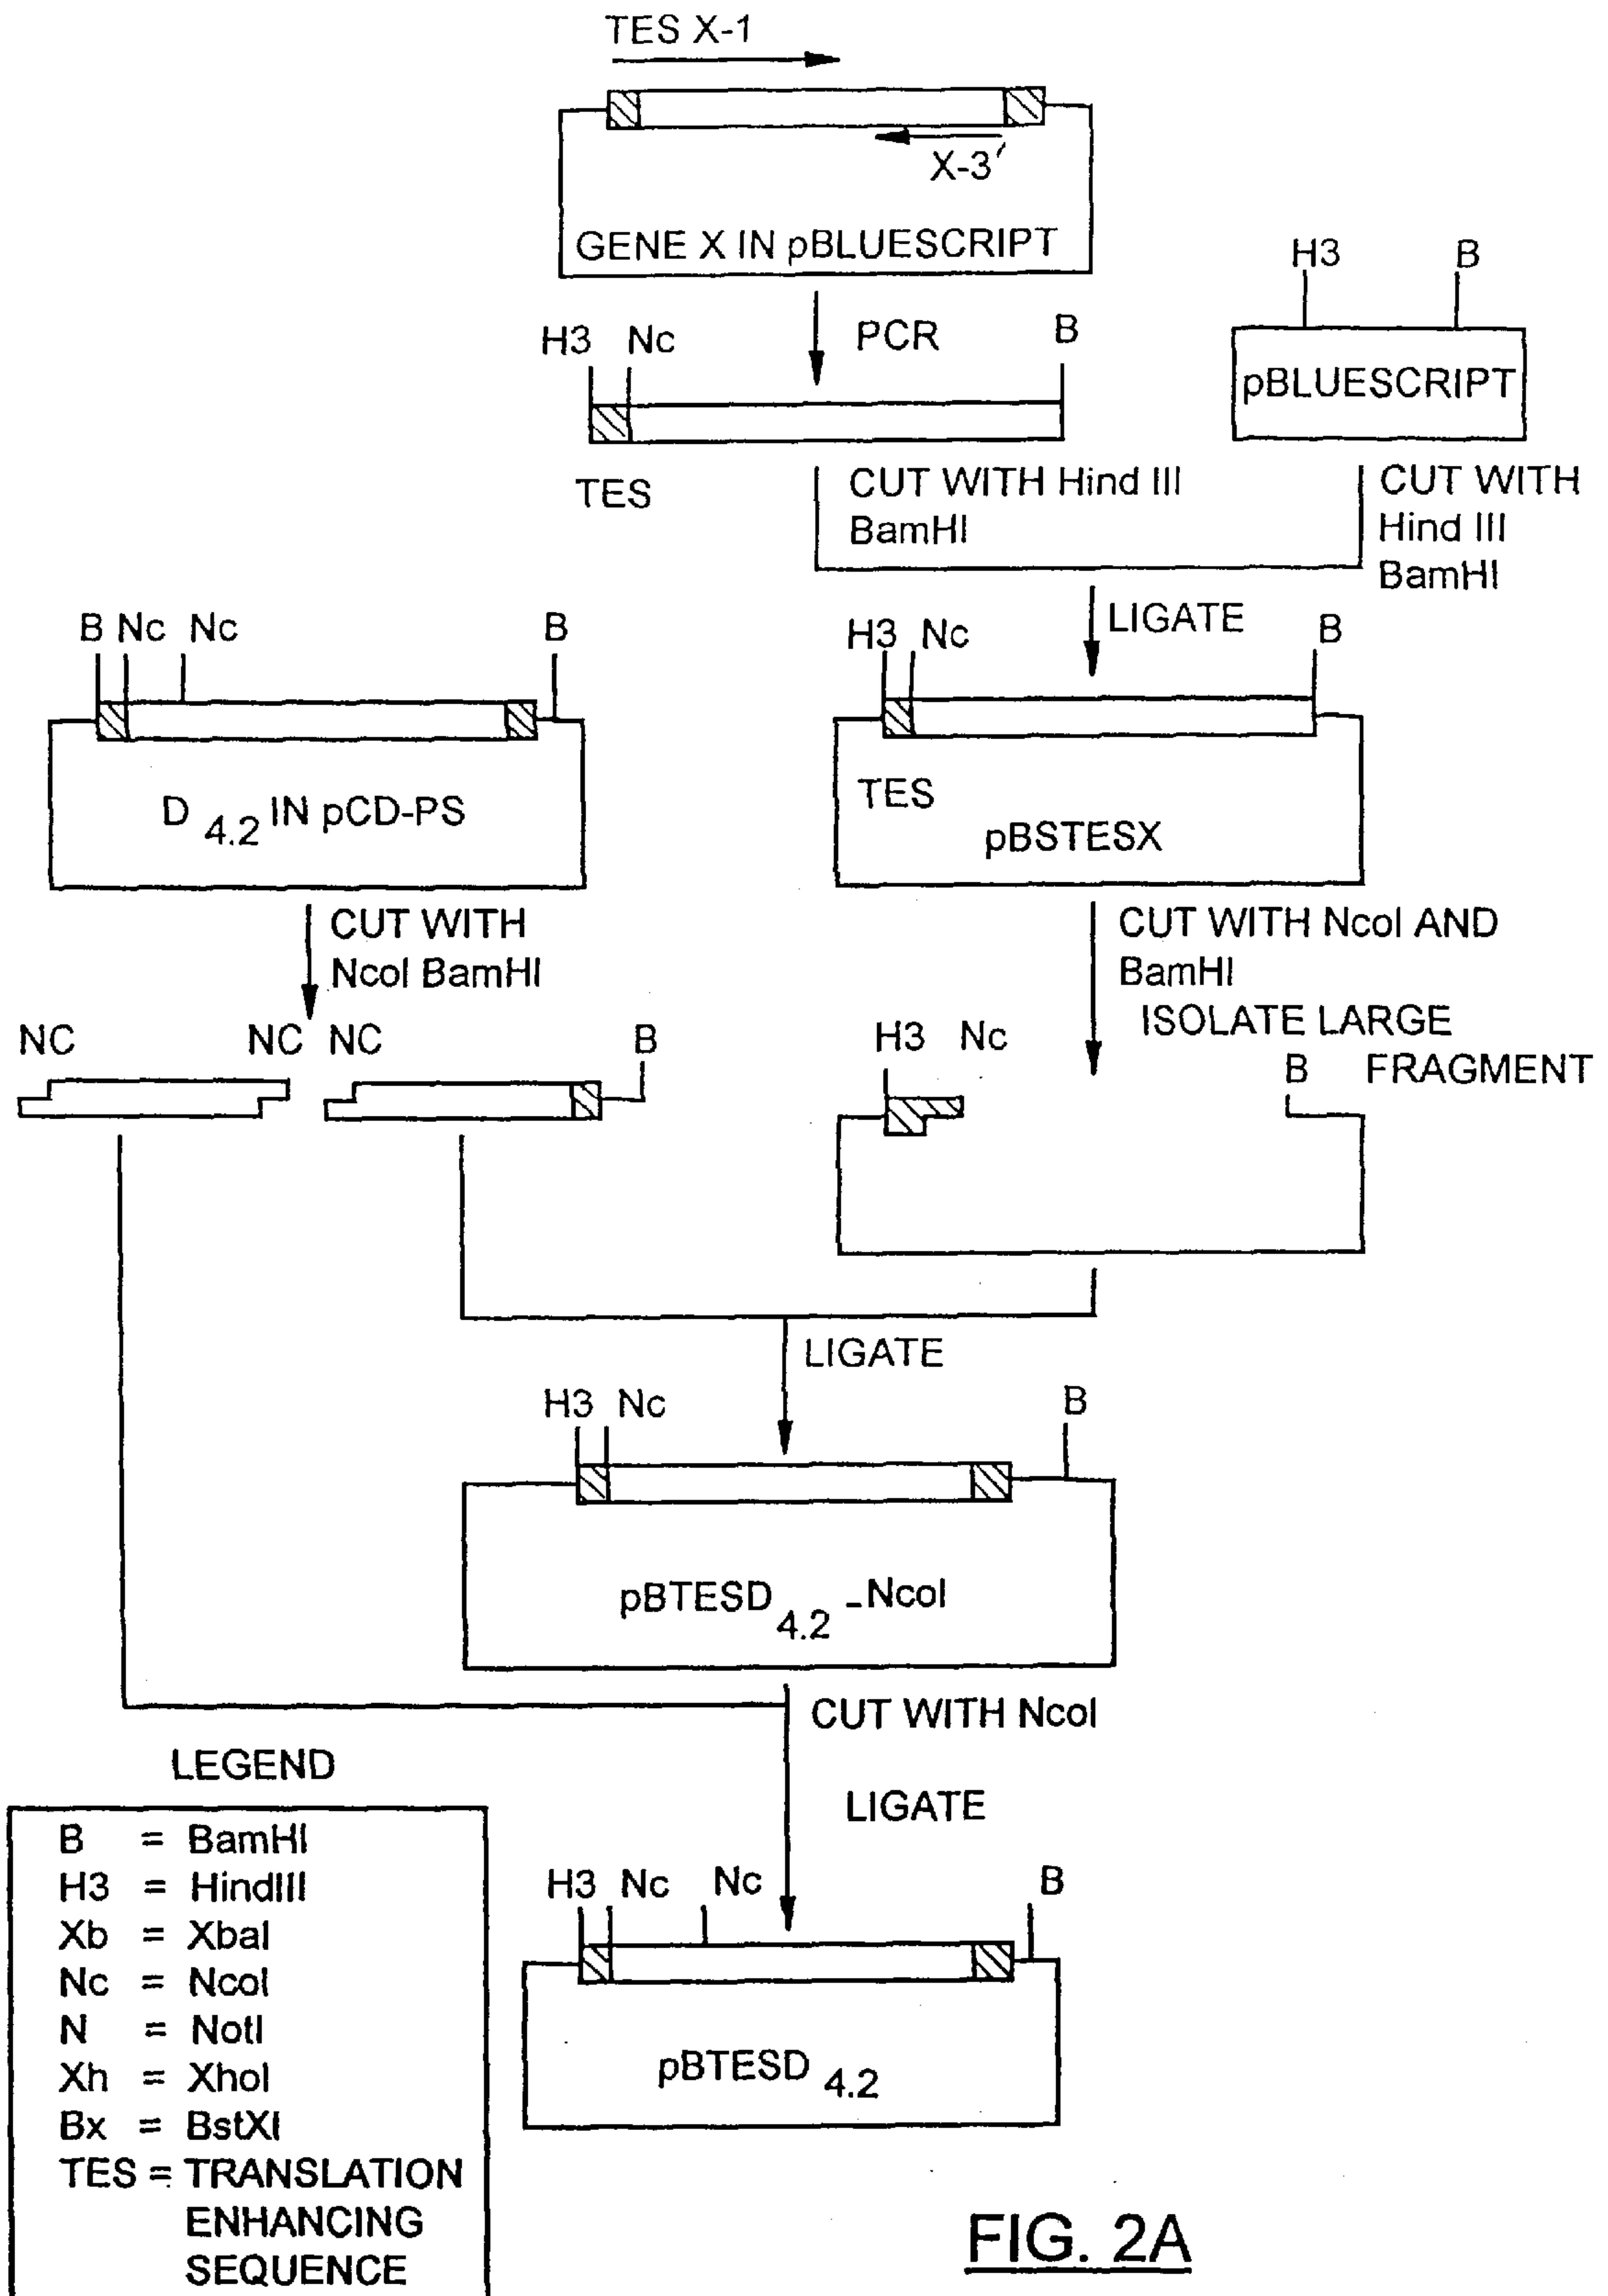 TES X-1
X-3′
GENE X IN pBLUESCRIPT
H3 B
pBLUESCRIPT
PCR
H3 Nc B
TES
CUT WITH Hind III
BamHI
CUT WITH
Hind III
BamHI
LIGATE
B Nc Nc B
D 4.2 IN pCD-PS
H3 Nc B
TES
pBSTESX
CUT WITH
NcoI BamHI
CUT WITH NcoI AND
BamHI
ISOLATE LARGE
FRAGMENT
NC NC NC B
H3 Nc B
LIGATE
H3 Nc B
pBTESD 4.2 -NcoI
CUT WITH NcoI
LIGATE
H3 Nc Nc B
pBTESD 4.2
LEGEND
B = BamHI
H3 = HindIII
Xb = XbaI
Nc = NcoI
N = NotI
Xh = XhoI
Bx = BstXI
TES = TRANSLATION
ENHANCING
SEQUENCE
FIG. 2A